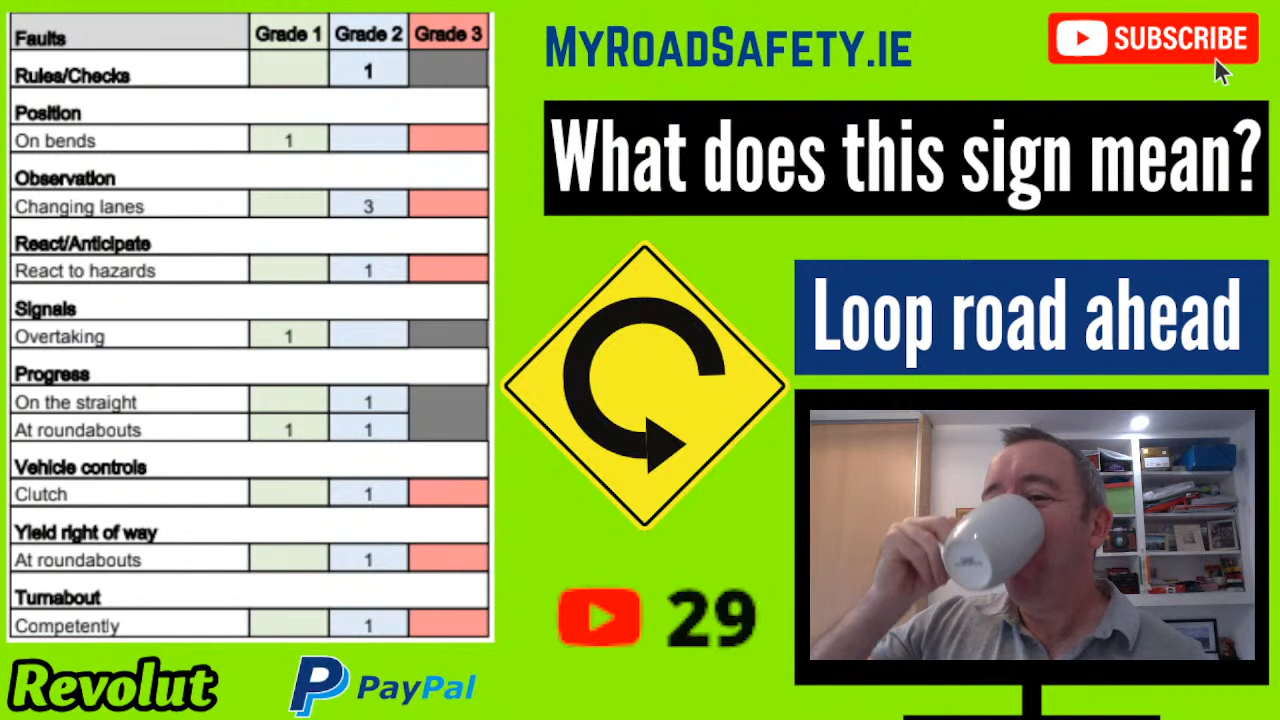 Faults Grade 1 Grade 2 Grade 3
Rules/Checks 1
Position
On bends 1
Observation
Changing lanes 3
React/Anticipate
React to hazards 1
Signals
Overtaking 1
Progress
On the straight 1
At roundabouts 1 1
Vehicle controls
Clutch 1
Yield right of way
At roundabouts 1
Turnabout
Competently 1
Revolut
PayPal
MYROADSAFETY.IE
SUBSCRIBE
What does this sign mean?
Loop road ahead
29